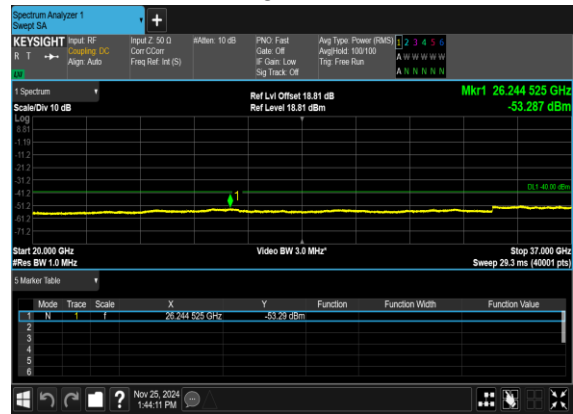 Spectrum Analyzer 1
Swept SA
+
KEYSIGHT Input: RF Input Z: 50 Ω #Atten: 10 dB PNO: Fast Avg Type: Power (RMS) 1 2 3 4 5 6
R T Coupling: DC Corr CCorr Gate: Off Avg|Hold: 100/100 A W W W W W
Align: Auto Freq Ref: Int (S) IF Gain: Low Trig: Free Run
LW Sig Track: Off A N N N N N
1 Spectrum Ref Lvl Offset 18.81 dB Mkr1 26.244 525 GHz
Scale/Div 10 dB Ref Level 18.81 dBm -53.287 dBm
Log
8.81
-1.19
-11.2
-21.2
-31.2
DL1 -40.00 dBm
-41.2
1
-51.2
-61.2
-71.2
Start 20.000 GHz Video BW 3.0 MHz* Stop 37.000 GHz
#Res BW 1.0 MHz Sweep 29.3 ms (40001 pts)
5 Marker Table
Mode Trace Scale X Y Function Function Width Function Value
1 N 1 f 26.244 525 GHz -53.29 dBm
2
3
4
5
6
? Nov 25, 2024
1:44:11 PM